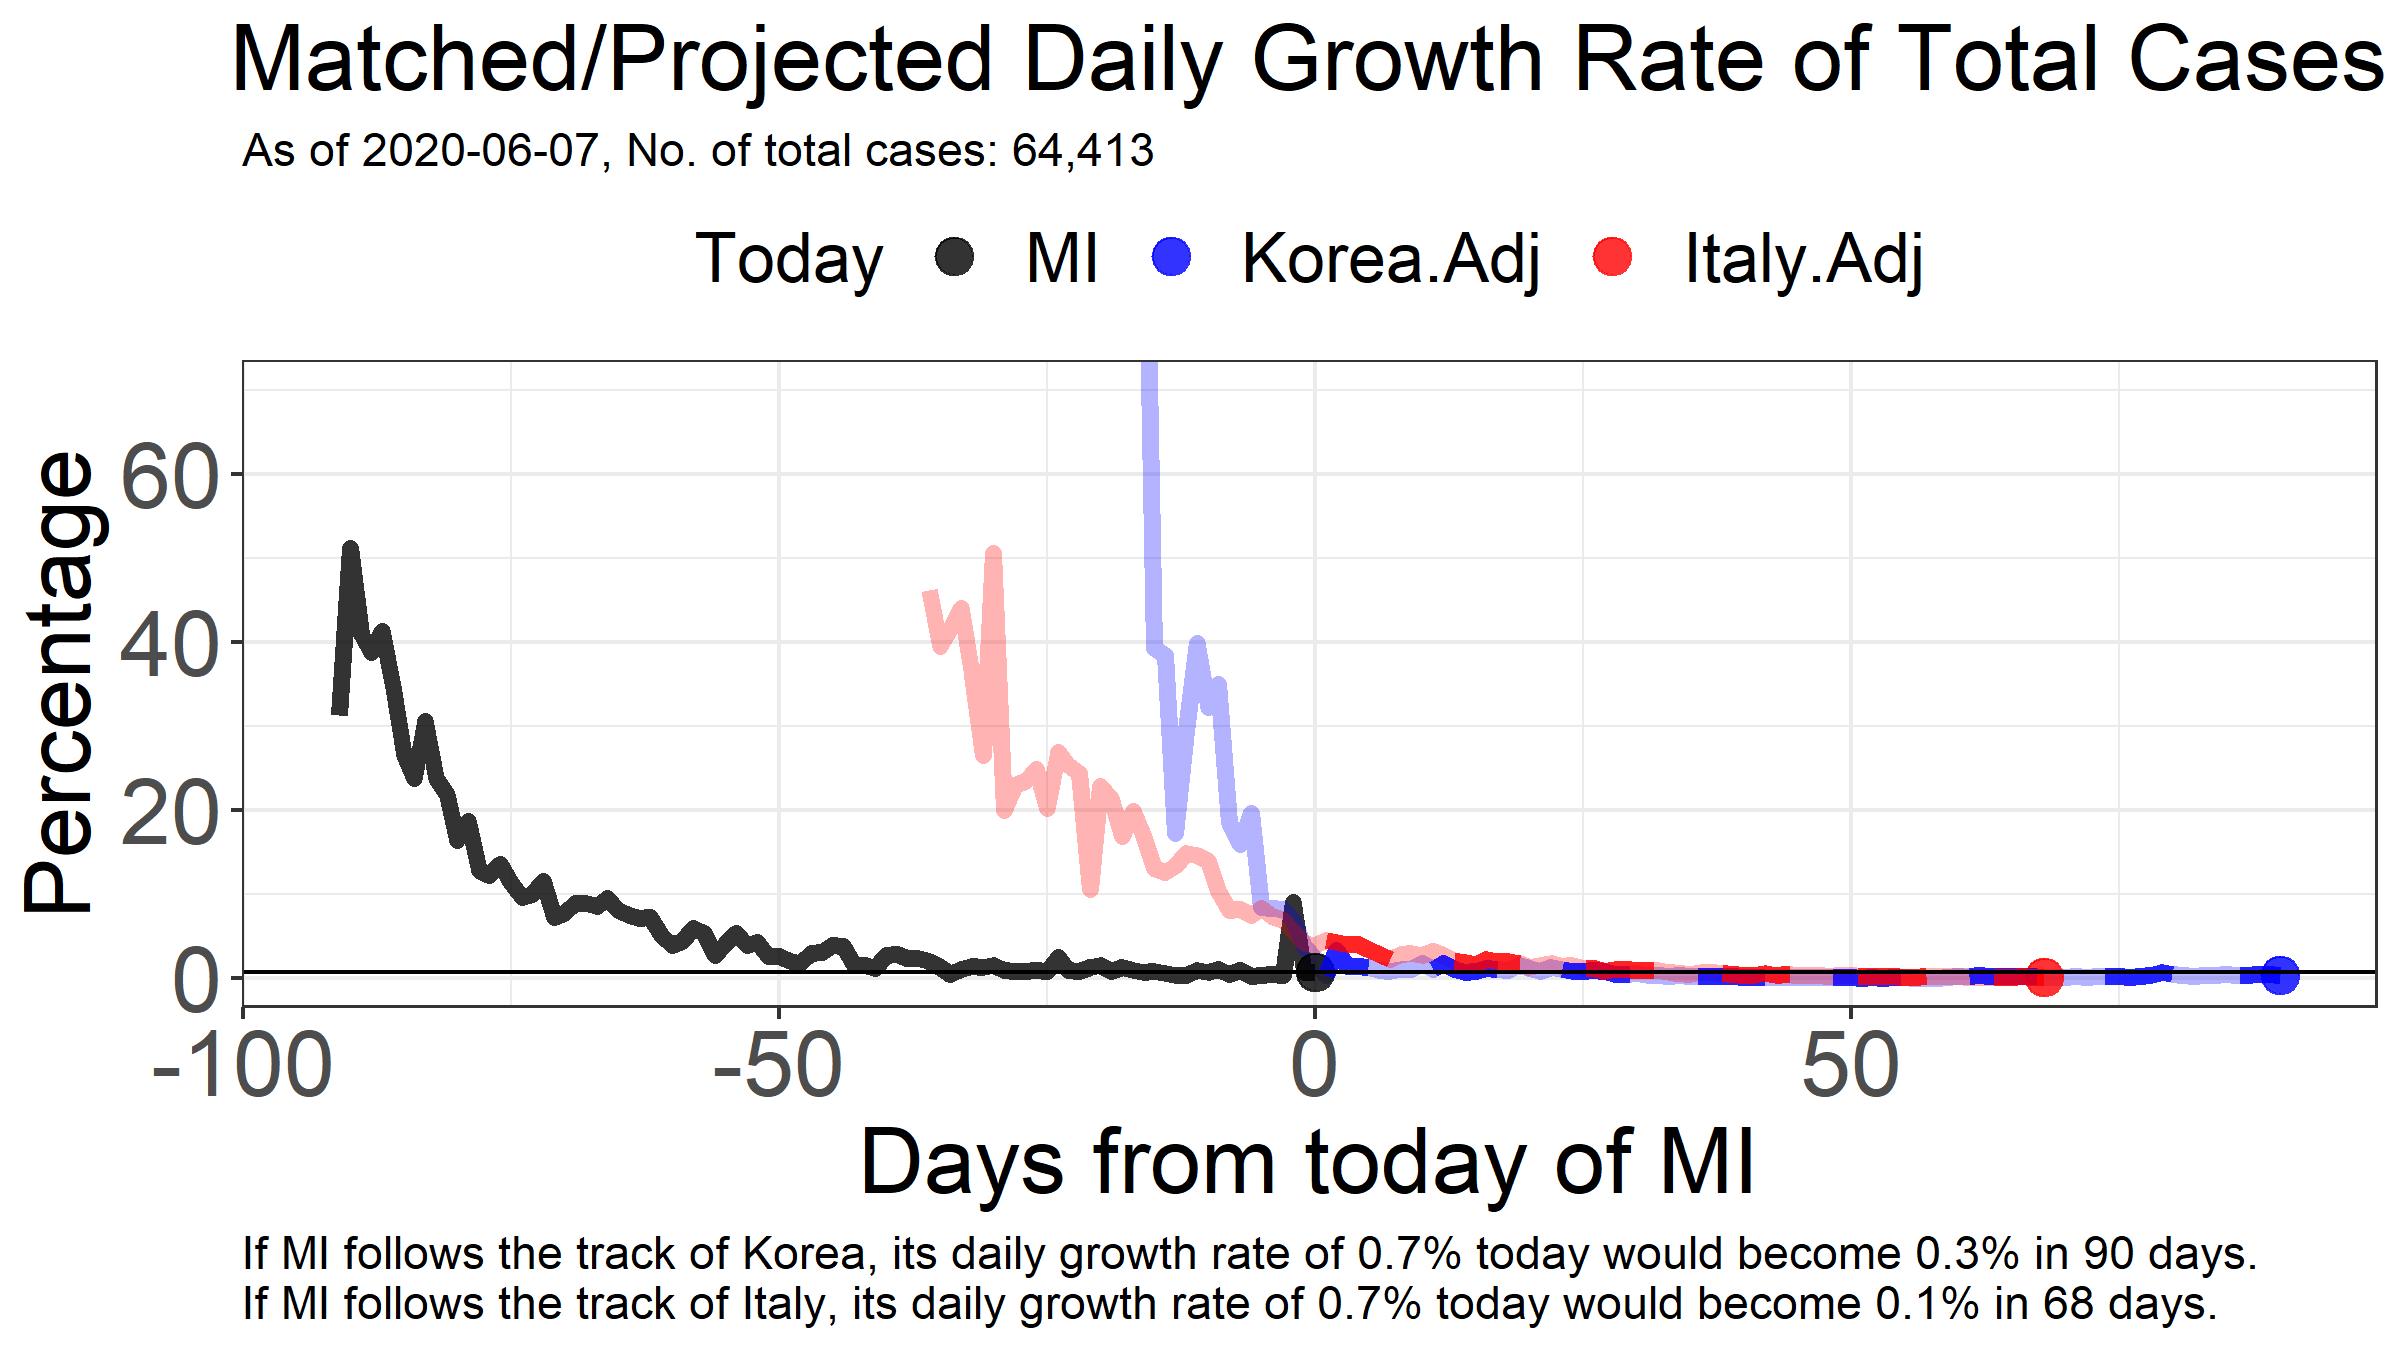 Matched/Projected Daily Growth Rate of Total Cases
As of 2020-06-07, No. of total cases: 64,413
Today MI Korea.Adj Italy.Adj
Percentage
60
40
20
0
-100 -50 0 50
Days from today of MI
If MI follows the track of Korea, its daily growth rate of 0.7% today would become 0.3% in 90 days.
If MI follows the track of Italy, its daily growth rate of 0.7% today would become 0.1% in 68 days.